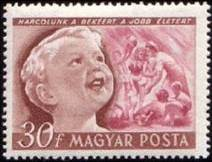 HARCOLUNK A BÉKÉÉRT A JOBB ÉLETÉRT
30f MAGYAR POSTA